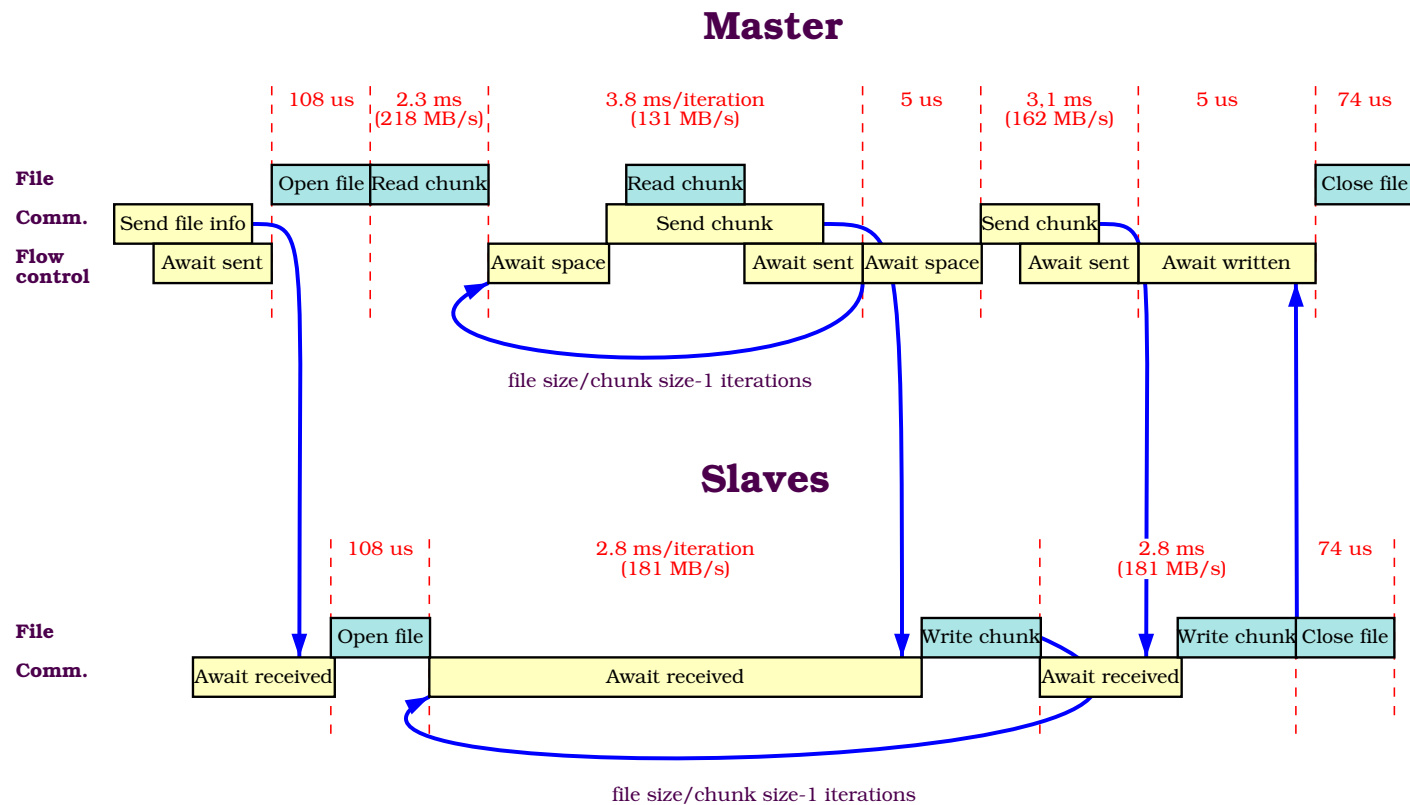 Master
108 us
2.3 ms
(218 MB/s)
3.8 ms/iteration
(131 MB/s)
5 us
3,1 ms
(162 MB/s)
5 us
74 us
File
Open file
Read chunk
Read chunk
Close file
Comm.
Send file info
Send chunk
Send chunk
Flow
control
Await sent
Await space
Await sent
Await space
Await sent
Await written
file size/chunk size-1 iterations
Slaves
108 us
2.8 ms/iteration
(181 MB/s)
2.8 ms
(181 MB/s)
74 us
File
Open file
Write chunk
Write chunk
Close file
Comm.
Await received
Await received
Await received
file size/chunk size-1 iterations